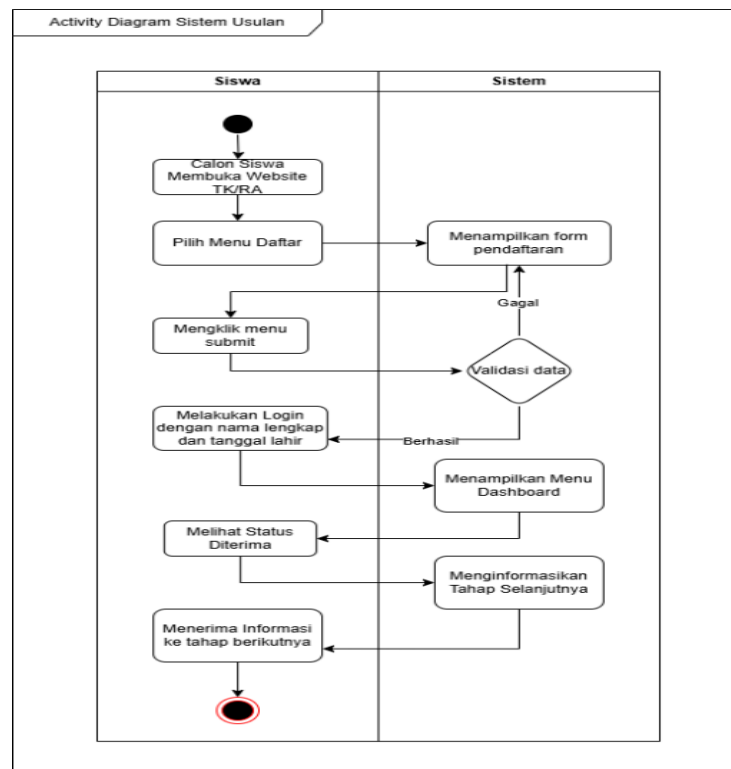 Activity Diagram Sistem Usulan
Siswa
Sistem
Calon Siswa
Membuka Website
TK/RA
Pilih Menu Daftar
Menampilkan form
pendaftaran
Gagal
Mengklik menu
submit
Validasi data
Melakukan Login
dengan nama lengkap
dan tanggal lahir
Berhasil
Menampilkan Menu
Dashboard
Melihat Status
Diterima
Menginformasikan
Tahap Selanjutnya
Menerima Informasi
ke tahap berikutnya